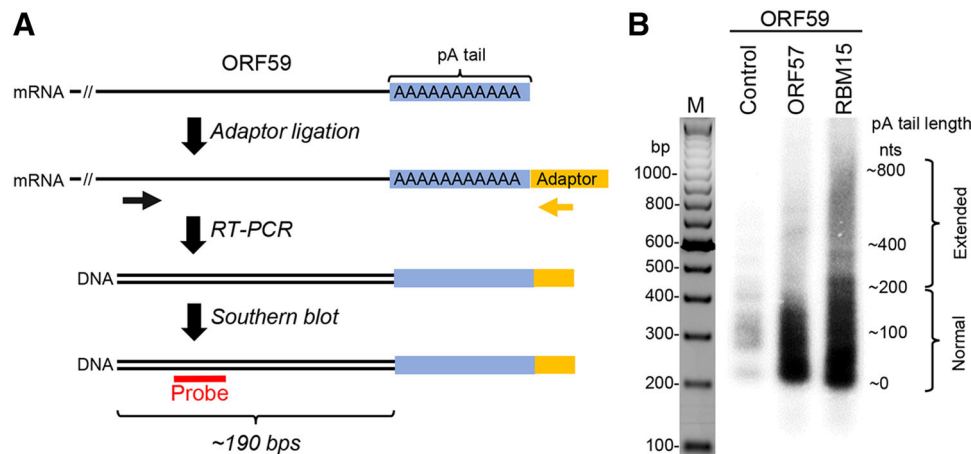 A
ORF59
pA tail
mRNA
AAAAAAAAAAA
Adaptor ligation
mRNA
AAAAAAAAAAA
Adaptor
RT-PCR
DNA
Southern blot
DNA
Probe
~190 bps
B
ORF59
M
Control
ORF57
RBM15
pA tail length
bp
nts
1000-
800-
600-
500-
400-
300-
200-
100-
~800
~400
~200
~100
~0
Extended
Normal